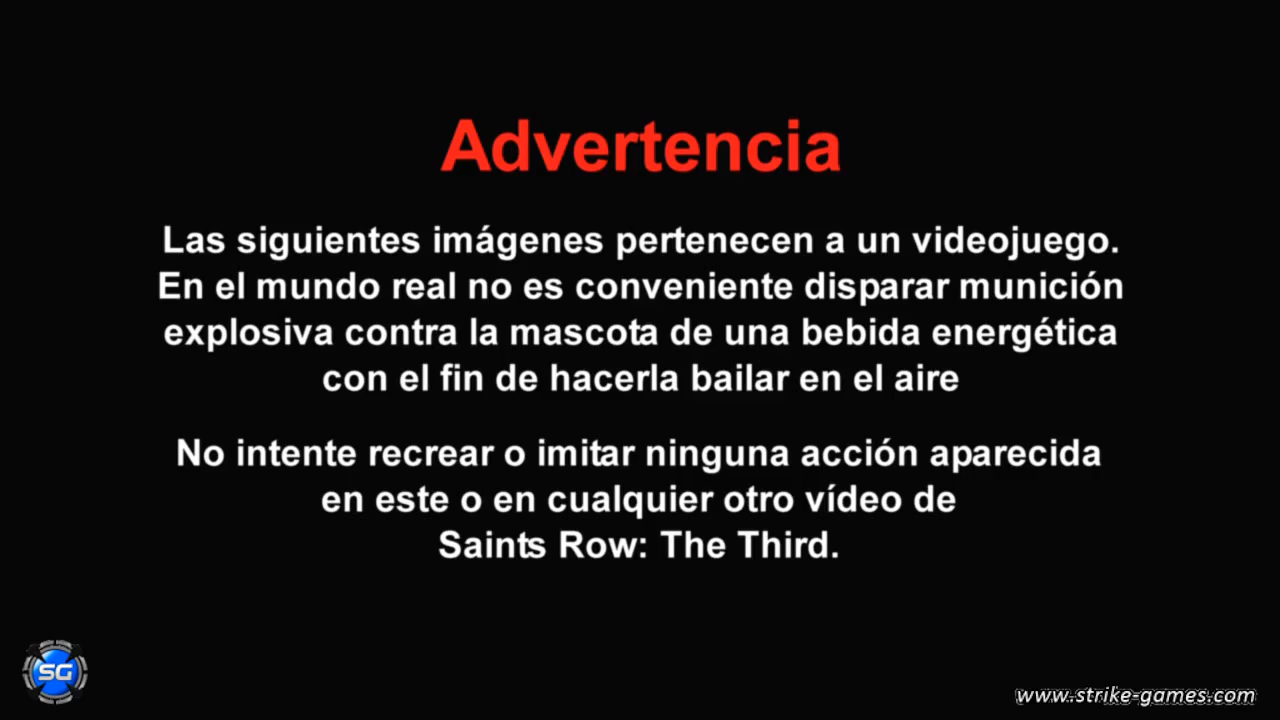 Advertencia
Las siguientes imágenes pertenecen a un videojuego.
En el mundo real no es conveniente disparar munición
explosiva contra la mascota de una bebida energética
con el fin de hacerla bailar en el aire
No intente recrear o imitar ninguna acción aparecida
en este o en cualquier otro vídeo de
Saints Row: The Third.
SG
www.strike-games.com